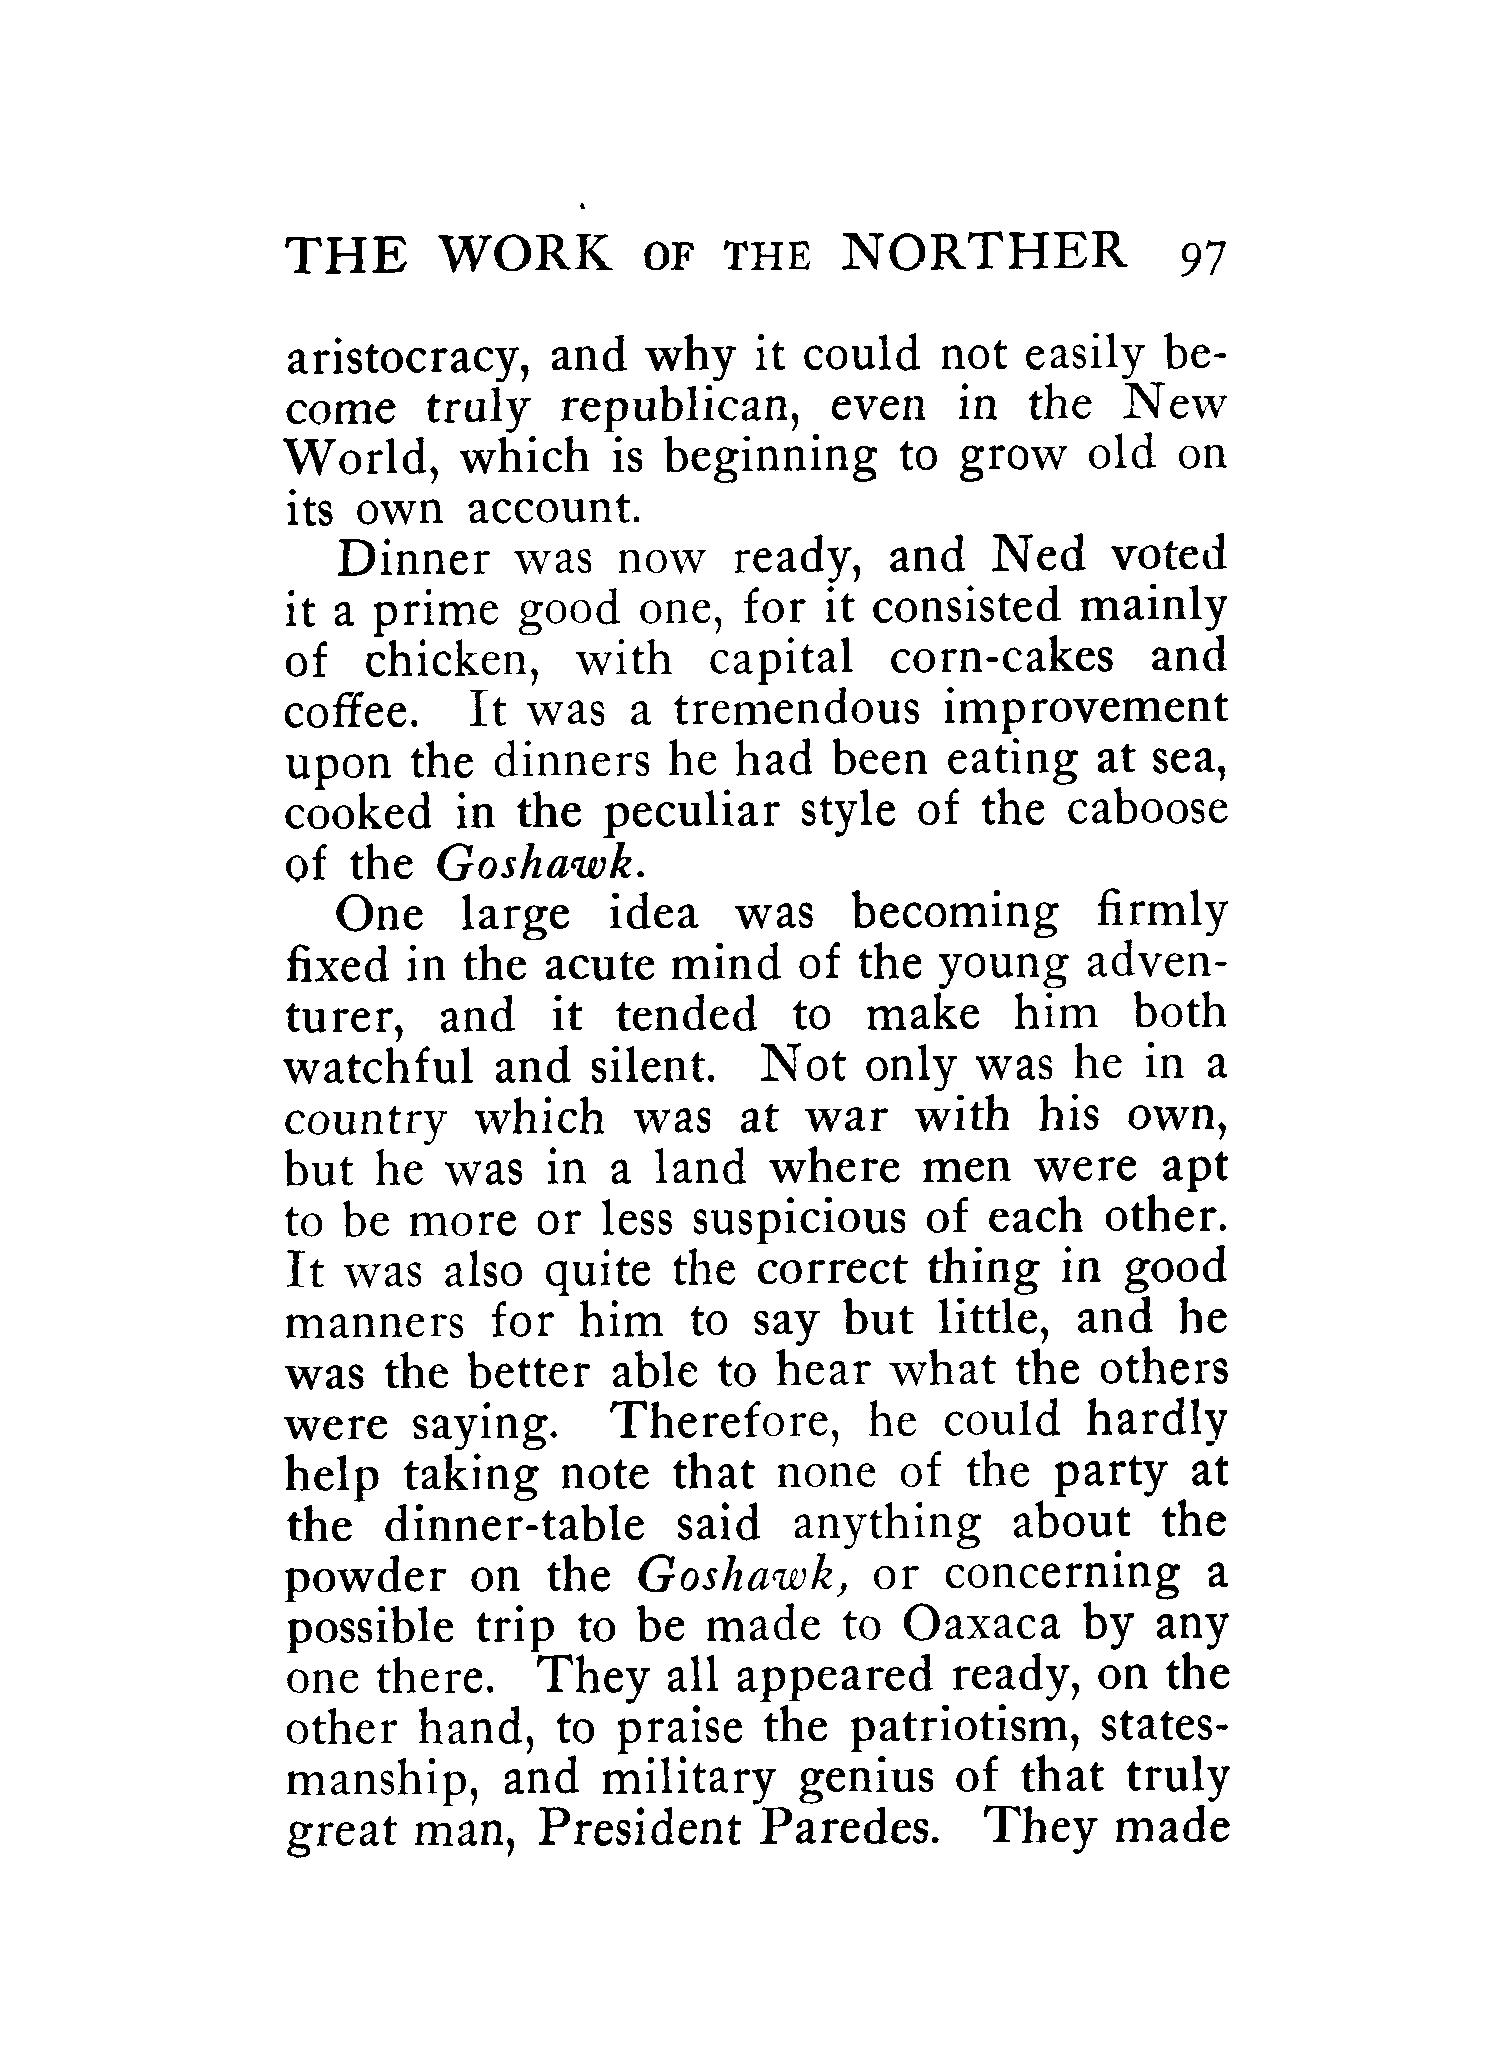 THE WORK OF THE NORTHER 97
aristocracy, and why it could not easily be-
come truly republican, even in the New
World, which is beginning to grow old on
its own account.
Dinner was now ready, and Ned voted
it a prime good one, for it consisted mainly
of chicken, with capital corn-cakes and
coffee. It was a tremendous improvement
upon the dinners he had been eating at sea,
cooked in the peculiar style of the caboose
of the Goshawk.
One large idea was becoming firmly
fixed in the acute mind of the young adven-
turer, and it tended to make him both
watchful and silent. Not only was he in a
country which was at war with his own,
but he was in a land where men were apt
to be more or less suspicious of each other.
It was also quite the correct thing in good
manners for him to say but little, and he
was the better able to hear what the others
were saying. Therefore, he could hardly
help taking note that none of the party at
the dinner-table said anything about the
powder on the Goshawk, or concerning a
possible trip to be made to Oaxaca by any
one there. They all appeared ready, on the
other hand, to praise the patriotism, states-
manship, and military genius of that truly
great man, President Paredes. They made